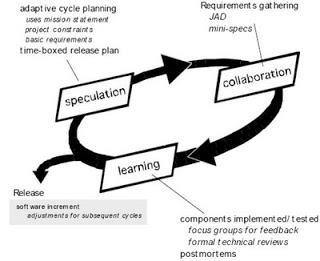 adaptive cycle planning
uses mission statement
project constraints
basic requirements
time-boxed release plan
Requirements gathering
JAD
mini-specs
speculation
collaboration
learning
Release
software increment
adjustments for subsequent cycles
components implemented/ tested
focus groups for feedback
formal technical reviews
postmortems